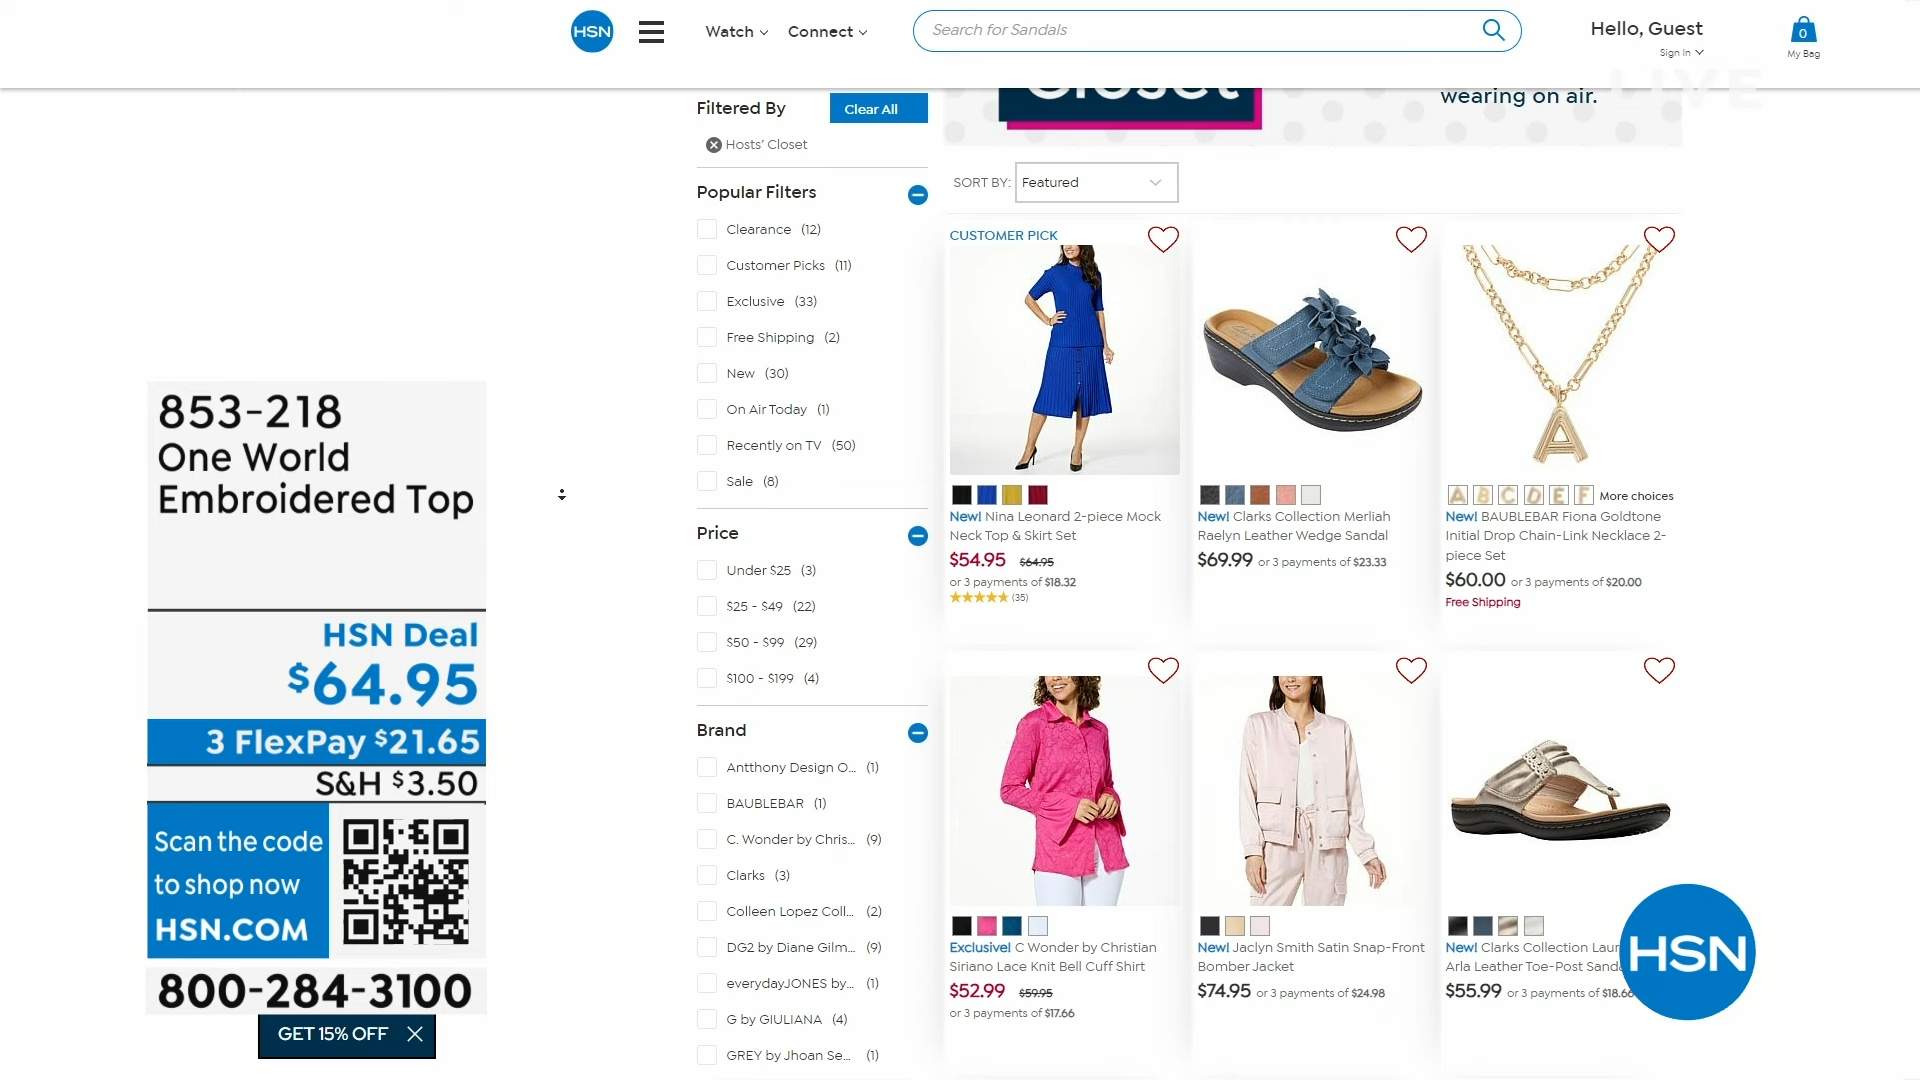 HSN
Watch
Connect
Search for Sandals
Hello, Guest
Sign In
0
My Bag
LIVE
Closet
wearing on air.
Filtered By
Clear All
Hosts' Closet
SORT BY: Featured
Popular Filters
Clearance (12)
Customer Picks (11)
Exclusive (33)
Free Shipping (2)
New (30)
On Air Today (1)
Recently on TV (50)
Sale (8)
Price
Under $25 (3)
$25 - $49 (22)
$50 - $99 (29)
$100 - $199 (4)
Brand
Antthony Design O... (1)
BAUBLEBAR (1)
C. Wonder by Chris... (9)
Clarks (3)
Colleen Lopez Coll... (2)
DG2 by Diane Gilm... (9)
everydayJONES by... (1)
G by GIULIANA (4)
GREY by Jhoan Se... (1)
CUSTOMER PICK
New! Nina Leonard 2-piece Mock
Neck Top & Skirt Set
$54.95 $64.95
or 3 payments of $18.32
(35)
New! Clarks Collection Merliah
Raelyn Leather Wedge Sandal
$69.99 or 3 payments of $23.33
A B C D E F More choices
New! BAUBLEBAR Fiona Goldtone
Initial Drop Chain-Link Necklace 2-
piece Set
$60.00 or 3 payments of $20.00
Free Shipping
Exclusive! C Wonder by Christian
Siriano Lace Knit Bell Cuff Shirt
$52.99 $59.95
or 3 payments of $17.66
New! Jaclyn Smith Satin Snap-Front
Bomber Jacket
$74.95 or 3 payments of $24.98
New! Clarks Collection Laur
Arla Leather Toe-Post Sanda
$55.99 or 3 payments of $18.66
HSN
853-218
One World
Embroidered Top
HSN Deal
$64.95
3 FlexPay $21.65
S&H $3.50
Scan the code
to shop now
HSN.COM
800-284-3100
GET 15% OFF